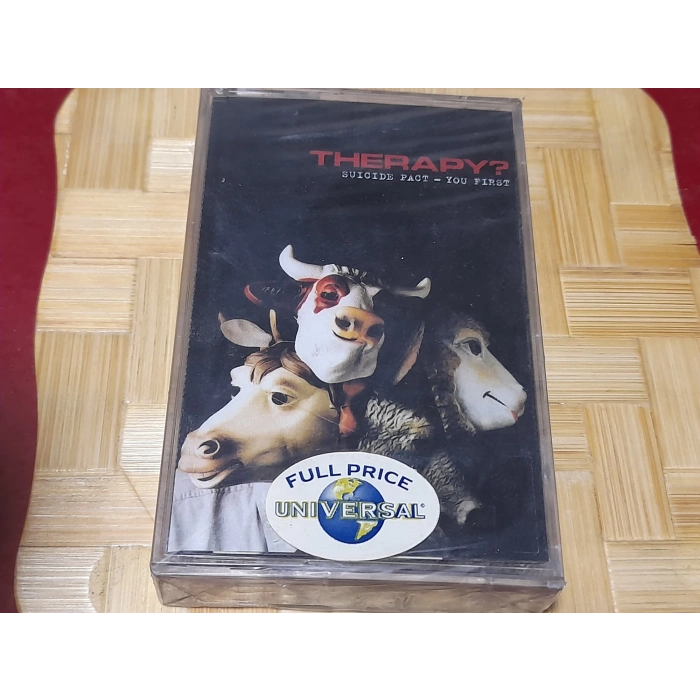 THERAPY?
SUICIDE PACT – YOU FIRST
FULL PRICE
UNIVERSAL